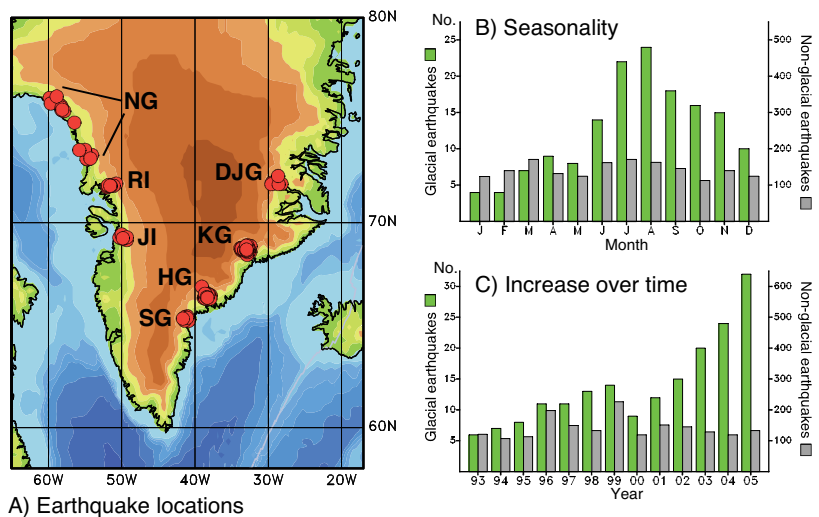 80N
NG
RI
DJG
70N
JI
KG
HG
SG
60N
60W 50W 40W 30W 20W
A) Earthquake locations
No.
B) Seasonality
25
20
15
10
5
Glacial earthquakes
500
400
300
200
100
Non-glacial earthquakes
J F M A M J J A S O N D
Month
No.
C) Increase over time
30
25
20
15
10
5
Glacial earthquakes
600
500
400
300
200
100
Non-glacial earthquakes
93 94 95 96 97 98 99 00 01 02 03 04 05
Year